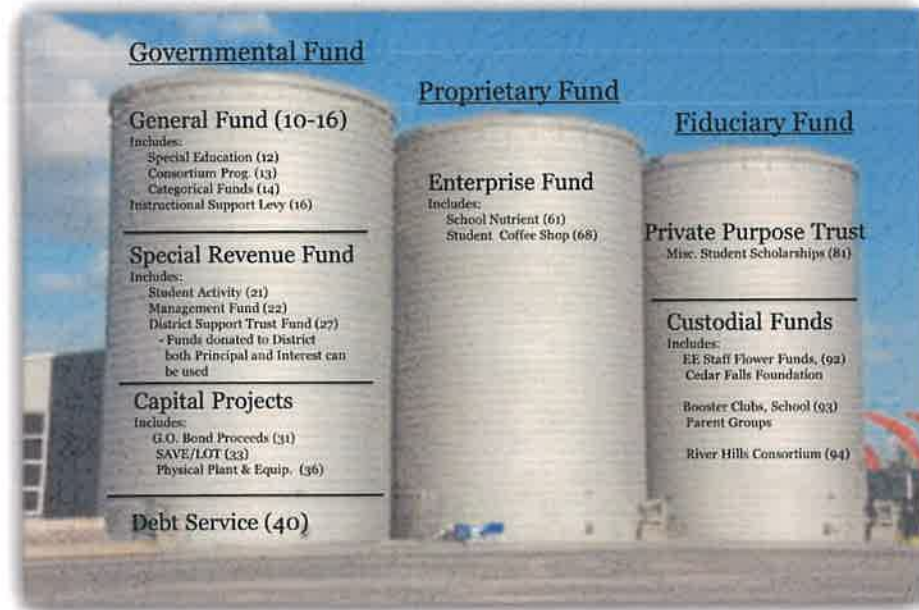 Governmental Fund
General Fund (10-16)
Includes:
Special Education (12)
Consortium Prog. (13)
Categorical Funds (14)
Instructional Support Levy (16)
Special Revenue Fund
Includes:
Student Activity (21)
Management Fund (22)
District Support Trust Fund (27)
- Funds donated to District
both Principal and Interest can
be used
Capital Projects
Includes:
G.O. Bond Proceeds (31)
SAVE/LOT (33)
Physical Plant & Equip. (36)
Debt Service (40)
Proprietary Fund
Enterprise Fund
Includes:
School Nutrient (61)
Student Coffee Shop (68)
Fiduciary Fund
Private Purpose Trust
Misc. Student Scholarships (81)
Custodial Funds
Includes:
EE Staff Flower Funds, (92)
Cedar Falls Foundation
Booster Clubs, School (93)
Parent Groups
River Hills Consortium (94)